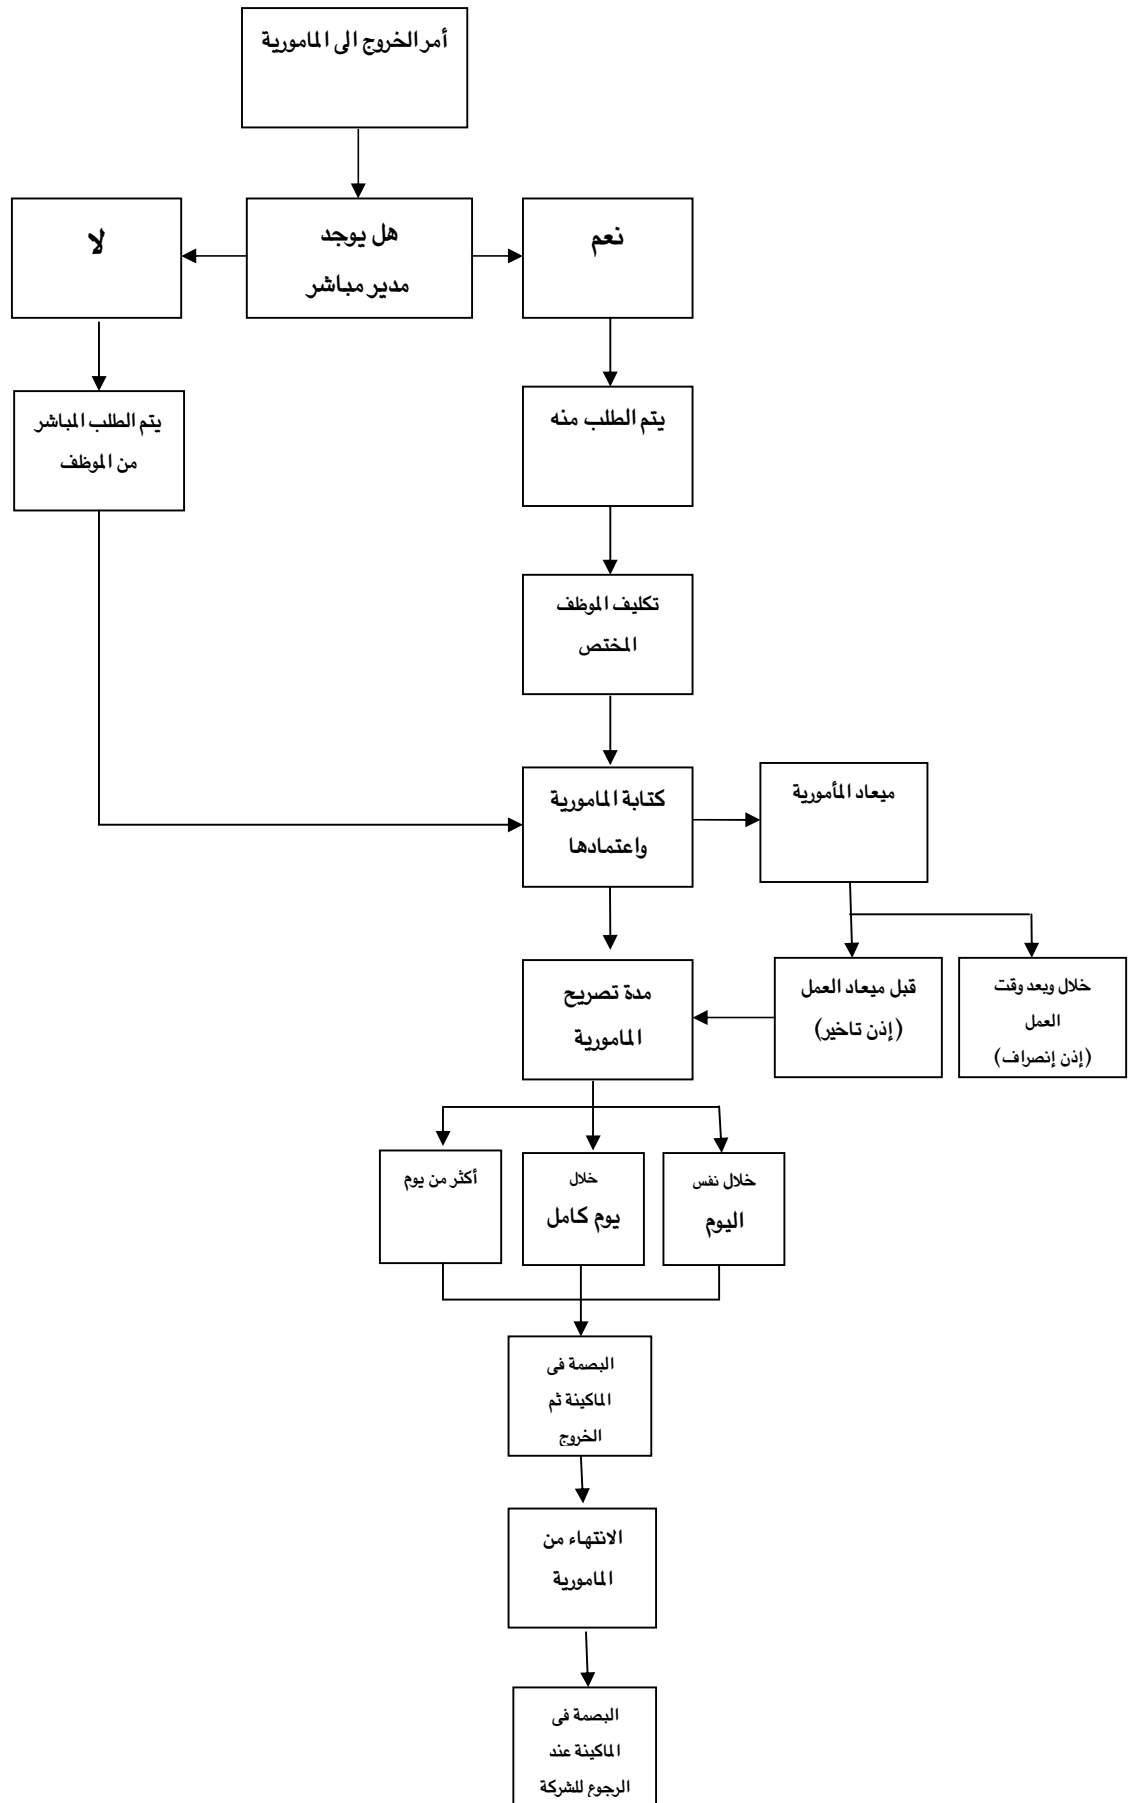 أمر الخروج الى المامورية
نعم
هل يوجد
مدير مباشر
لا
يتم الطلب منه
يتم الطلب المباشر
من الموظف
تكليف الموظف
المختص
ميعاد المأمورية
كتابة المامورية
واعتمادها
خلال وبعد وقت
العمل
(إذن إنصراف)
قبل ميعاد العمل
(إذن تاخير)
مدة تصريح
المامورية
خلال نفس
اليوم
خلال
يوم كامل
أكثر من يوم
البصمة فى
الماكينة ثم
الخروج
الانتهاء من
المامورية
البصمة فى
الماكينة عند
الرجوع للشركة